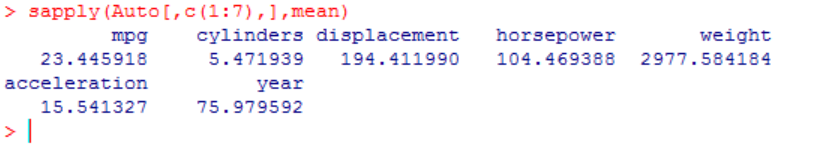 > sapply(Auto[,c(1:7),],mean)
mpg cylinders displacement horsepower weight
23.445918 5.471939 194.411990 104.469388 2977.584184
acceleration year
15.541327 75.979592
>